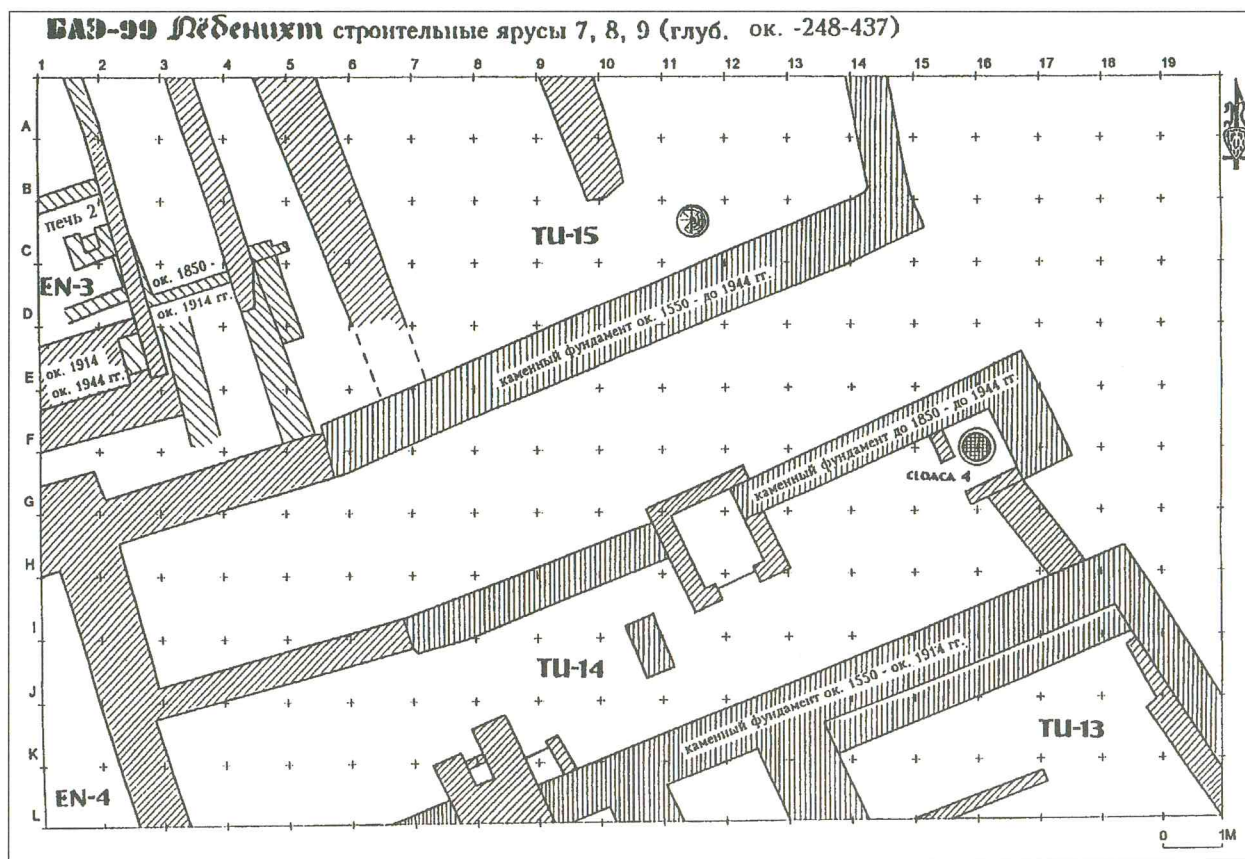 БАЭ-99 Лёбенихт строительные ярусы 7, 8, 9 (глуб. ок. -248-437)
1 2 3 4 5 6 7 8 9 10 11 12 13 14 15 16 17 18 19
A
B
C
D
E
F
G
H
I
J
K
L
N
печь 2
EN-3
ок. 1850 -
ок. 1914 гг.
ок. 1914
ок. 1944 гг.
TU-15
каменный фундамент ок. 1550 - до 1944 гг.
каменный фундамент до 1850 - до 1944 гг.
CLOACA 4
TU-14
каменный фундамент ок. 1550 - ок. 1914 гг.
TU-13
EN-4
0 1М